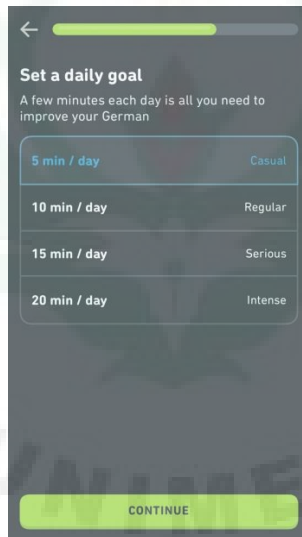 Set a daily goal
A few minutes each day is all you need to
improve your German
5 min / day Casual
10 min / day Regular
15 min / day Serious
20 min / day Intense
CONTINUE